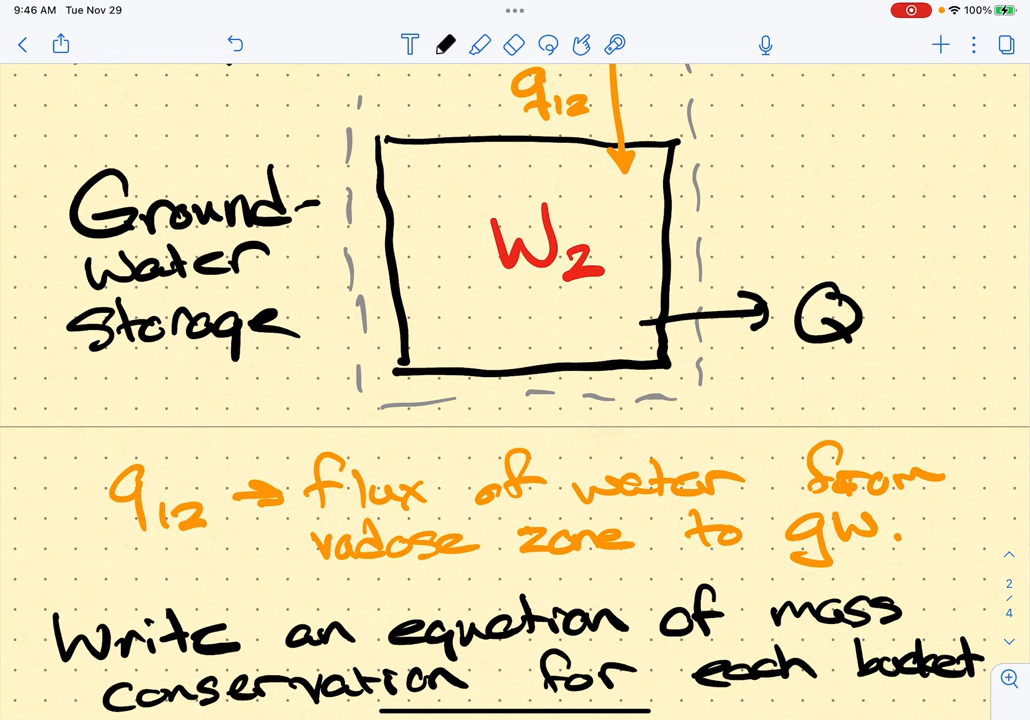 9:46 AM Tue Nov 29
100%
T
q12
Ground-
water
storage
W2
Q
q12 → flux of water from
vadose zone to gw.
2
/
4
Write an equation of mass
conservation for each bucket